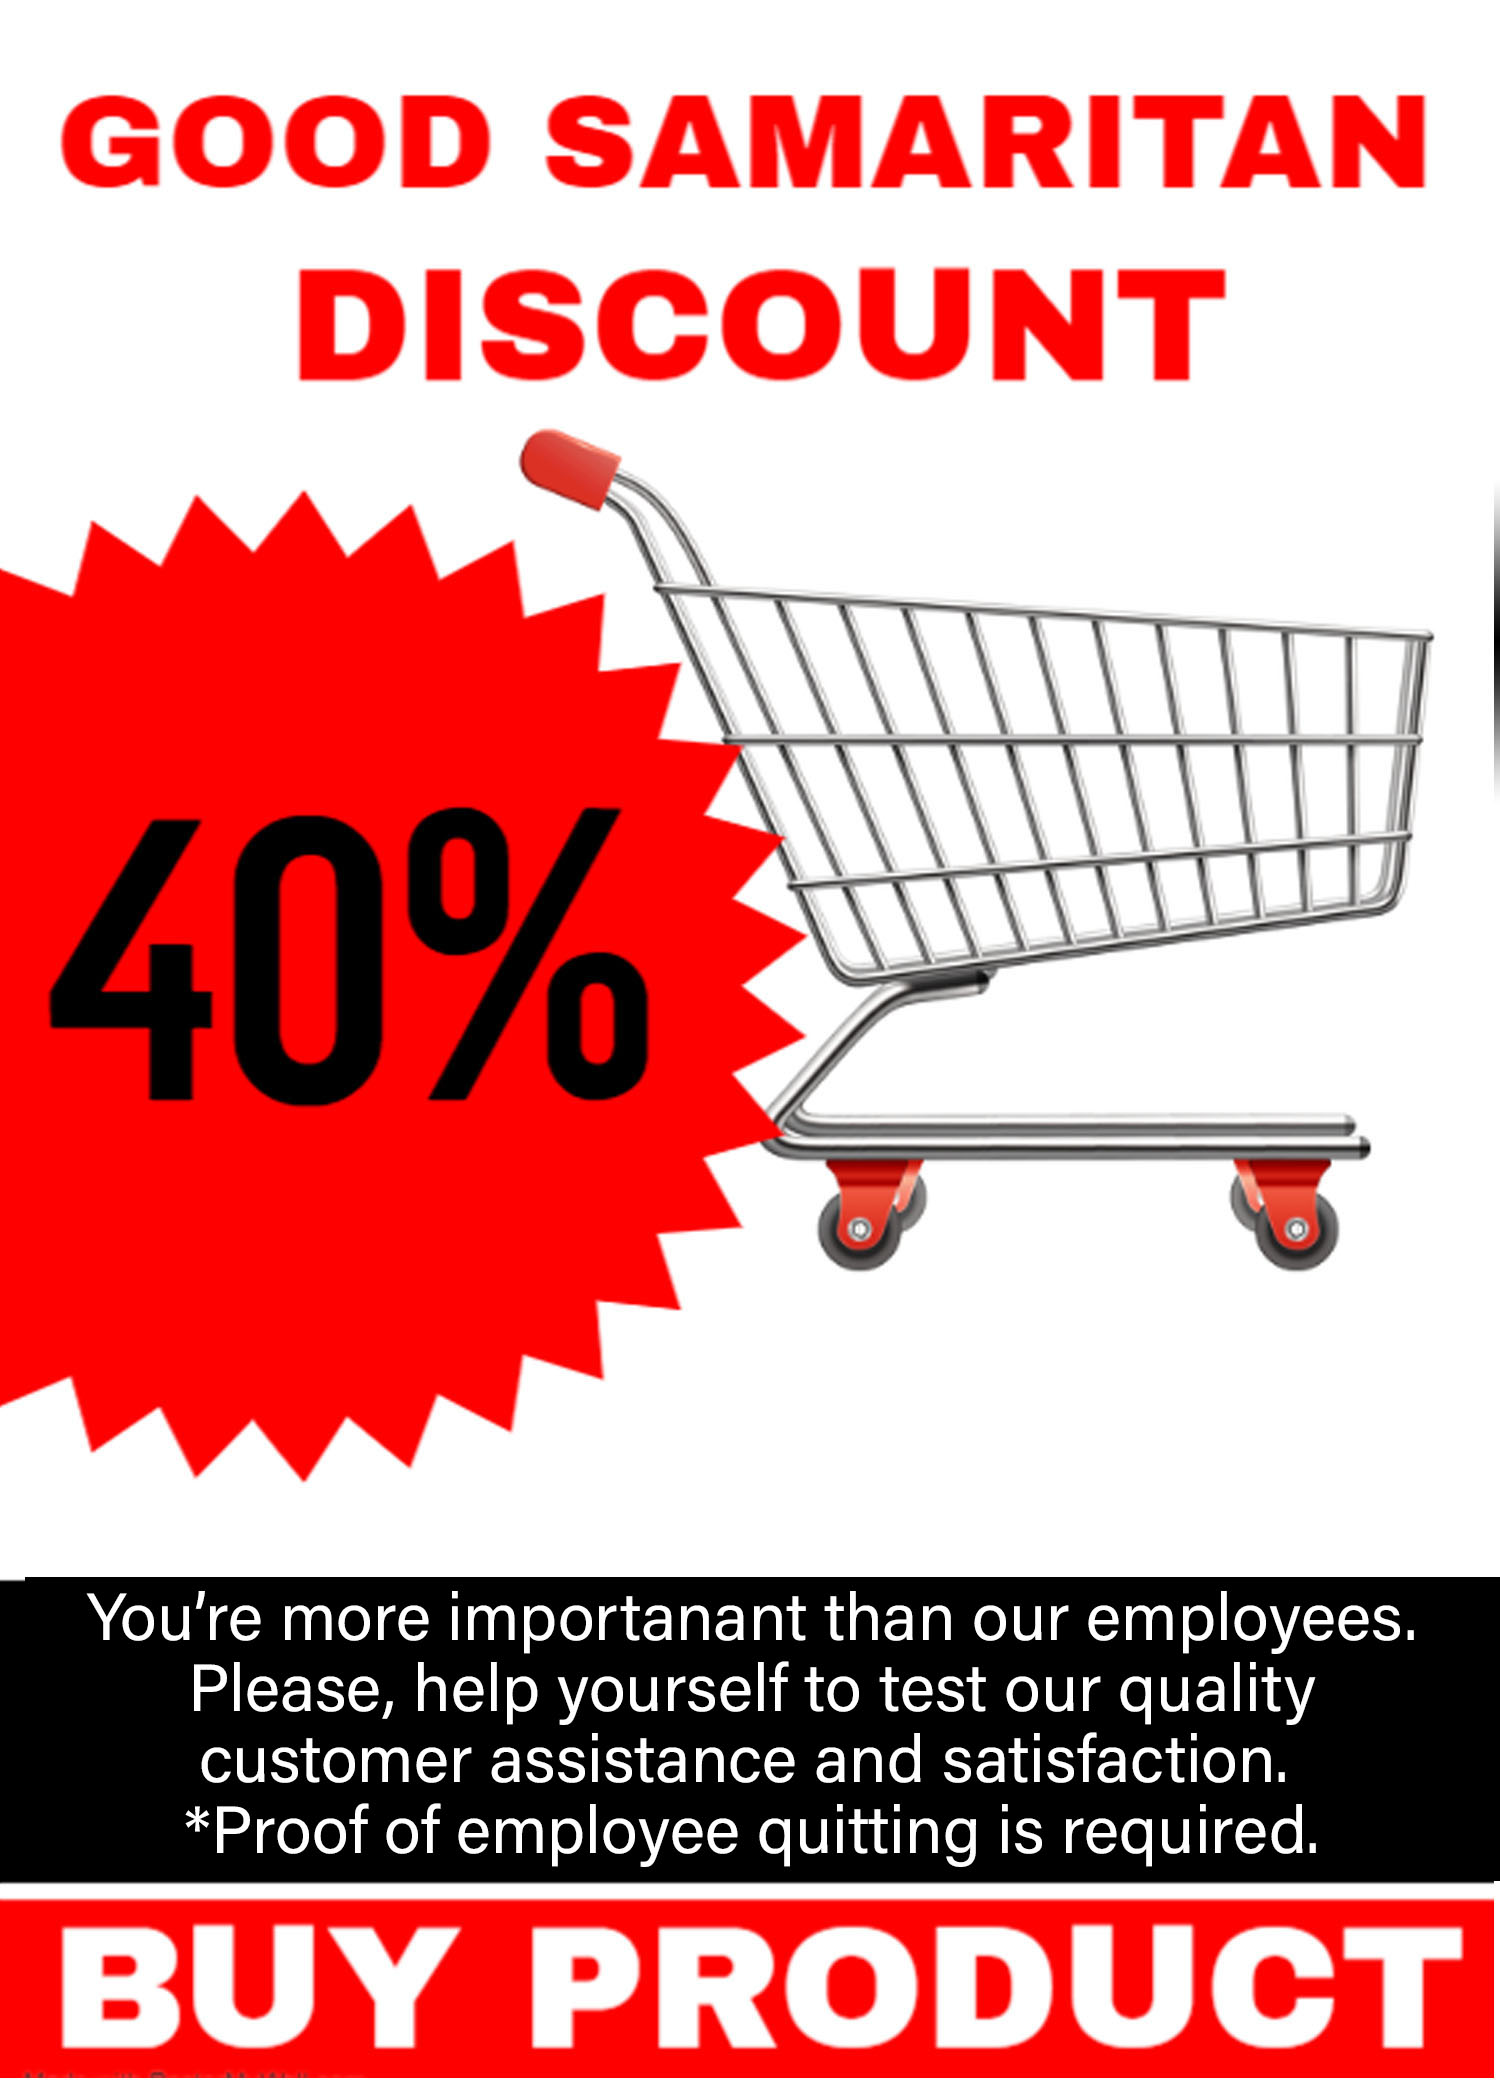 GOOD SAMARITAN
DISCOUNT
40%
You’re more importanant than our employees.
Please, help yourself to test our quality
customer assistance and satisfaction.
*Proof of employee quitting is required.
BUY PRODUCT